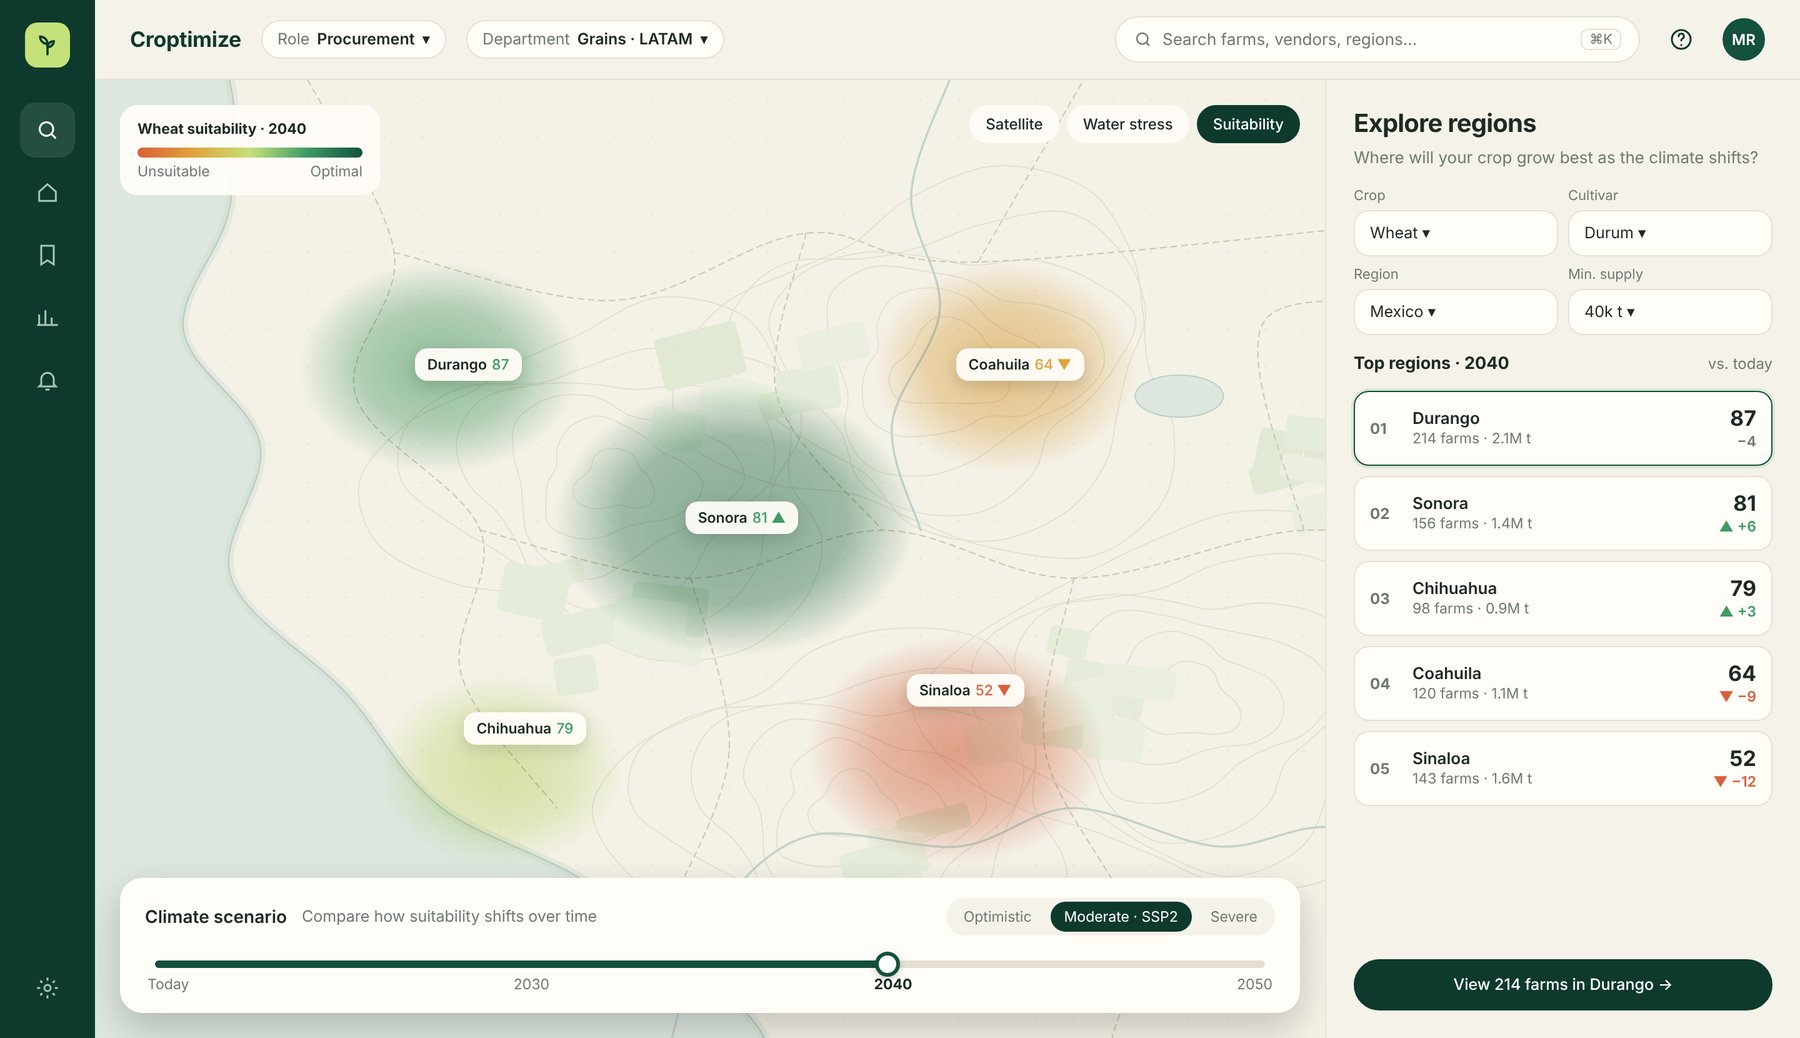 Croptimize
Role Procurement ▾
Department Grains · LATAM ▾
Search farms, vendors, regions...
⌘K
MR
Wheat suitability · 2040
Unsuitable
Optimal
Satellite
Water stress
Suitability
Durango 87
Coahuila 64 ▼
Sonora 81 ▲
Sinaloa 52 ▼
Chihuahua 79
Climate scenario
Compare how suitability shifts over time
Optimistic
Moderate · SSP2
Severe
Today
2030
2040
2050
Explore regions
Where will your crop grow best as the climate shifts?
Crop
Cultivar
Wheat ▾
Durum ▾
Region
Min. supply
Mexico ▾
40k t ▾
Top regions · 2040
vs. today
01
Durango
214 farms · 2.1M t
87
−4
02
Sonora
156 farms · 1.4M t
81
▲ +6
03
Chihuahua
98 farms · 0.9M t
79
▲ +3
04
Coahuila
120 farms · 1.1M t
64
▼ −9
05
Sinaloa
143 farms · 1.6M t
52
▼ −12
View 214 farms in Durango →